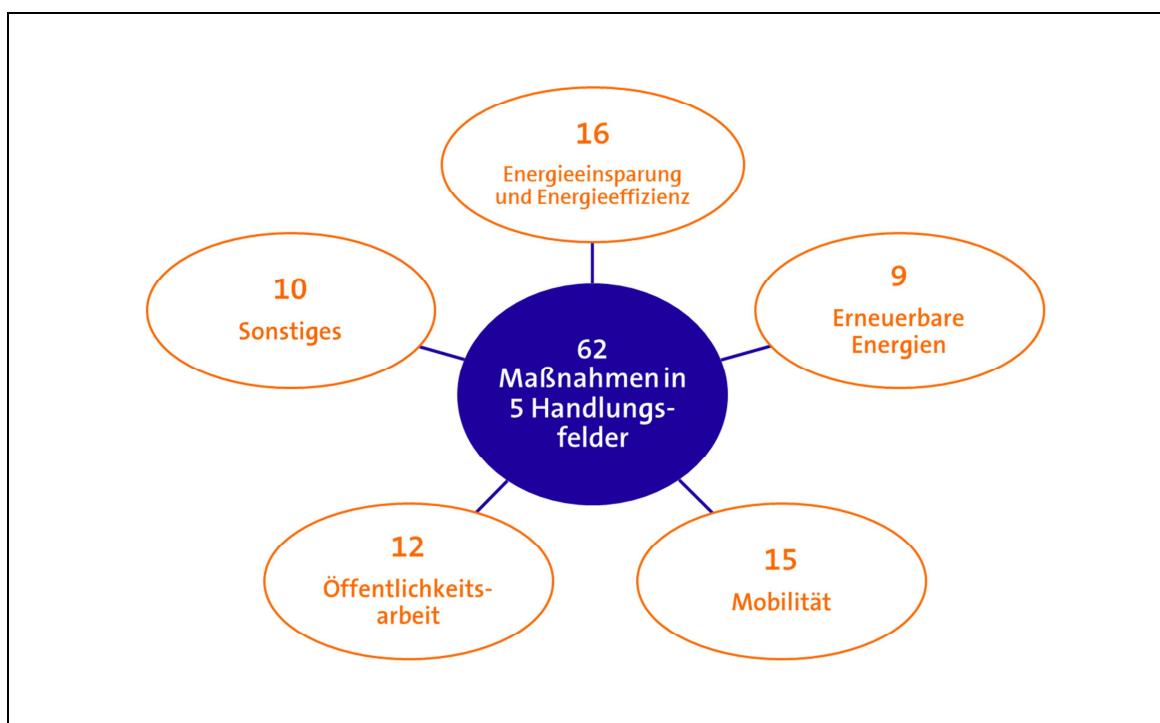 16
Energieeinsparung
und Energieeffizienz
10
Sonstiges
9
Erneuerbare
Energien
62
Maßnahmen in
5 Handlungs-
felder
12
Öffentlichkeits-
arbeit
15
Mobilität